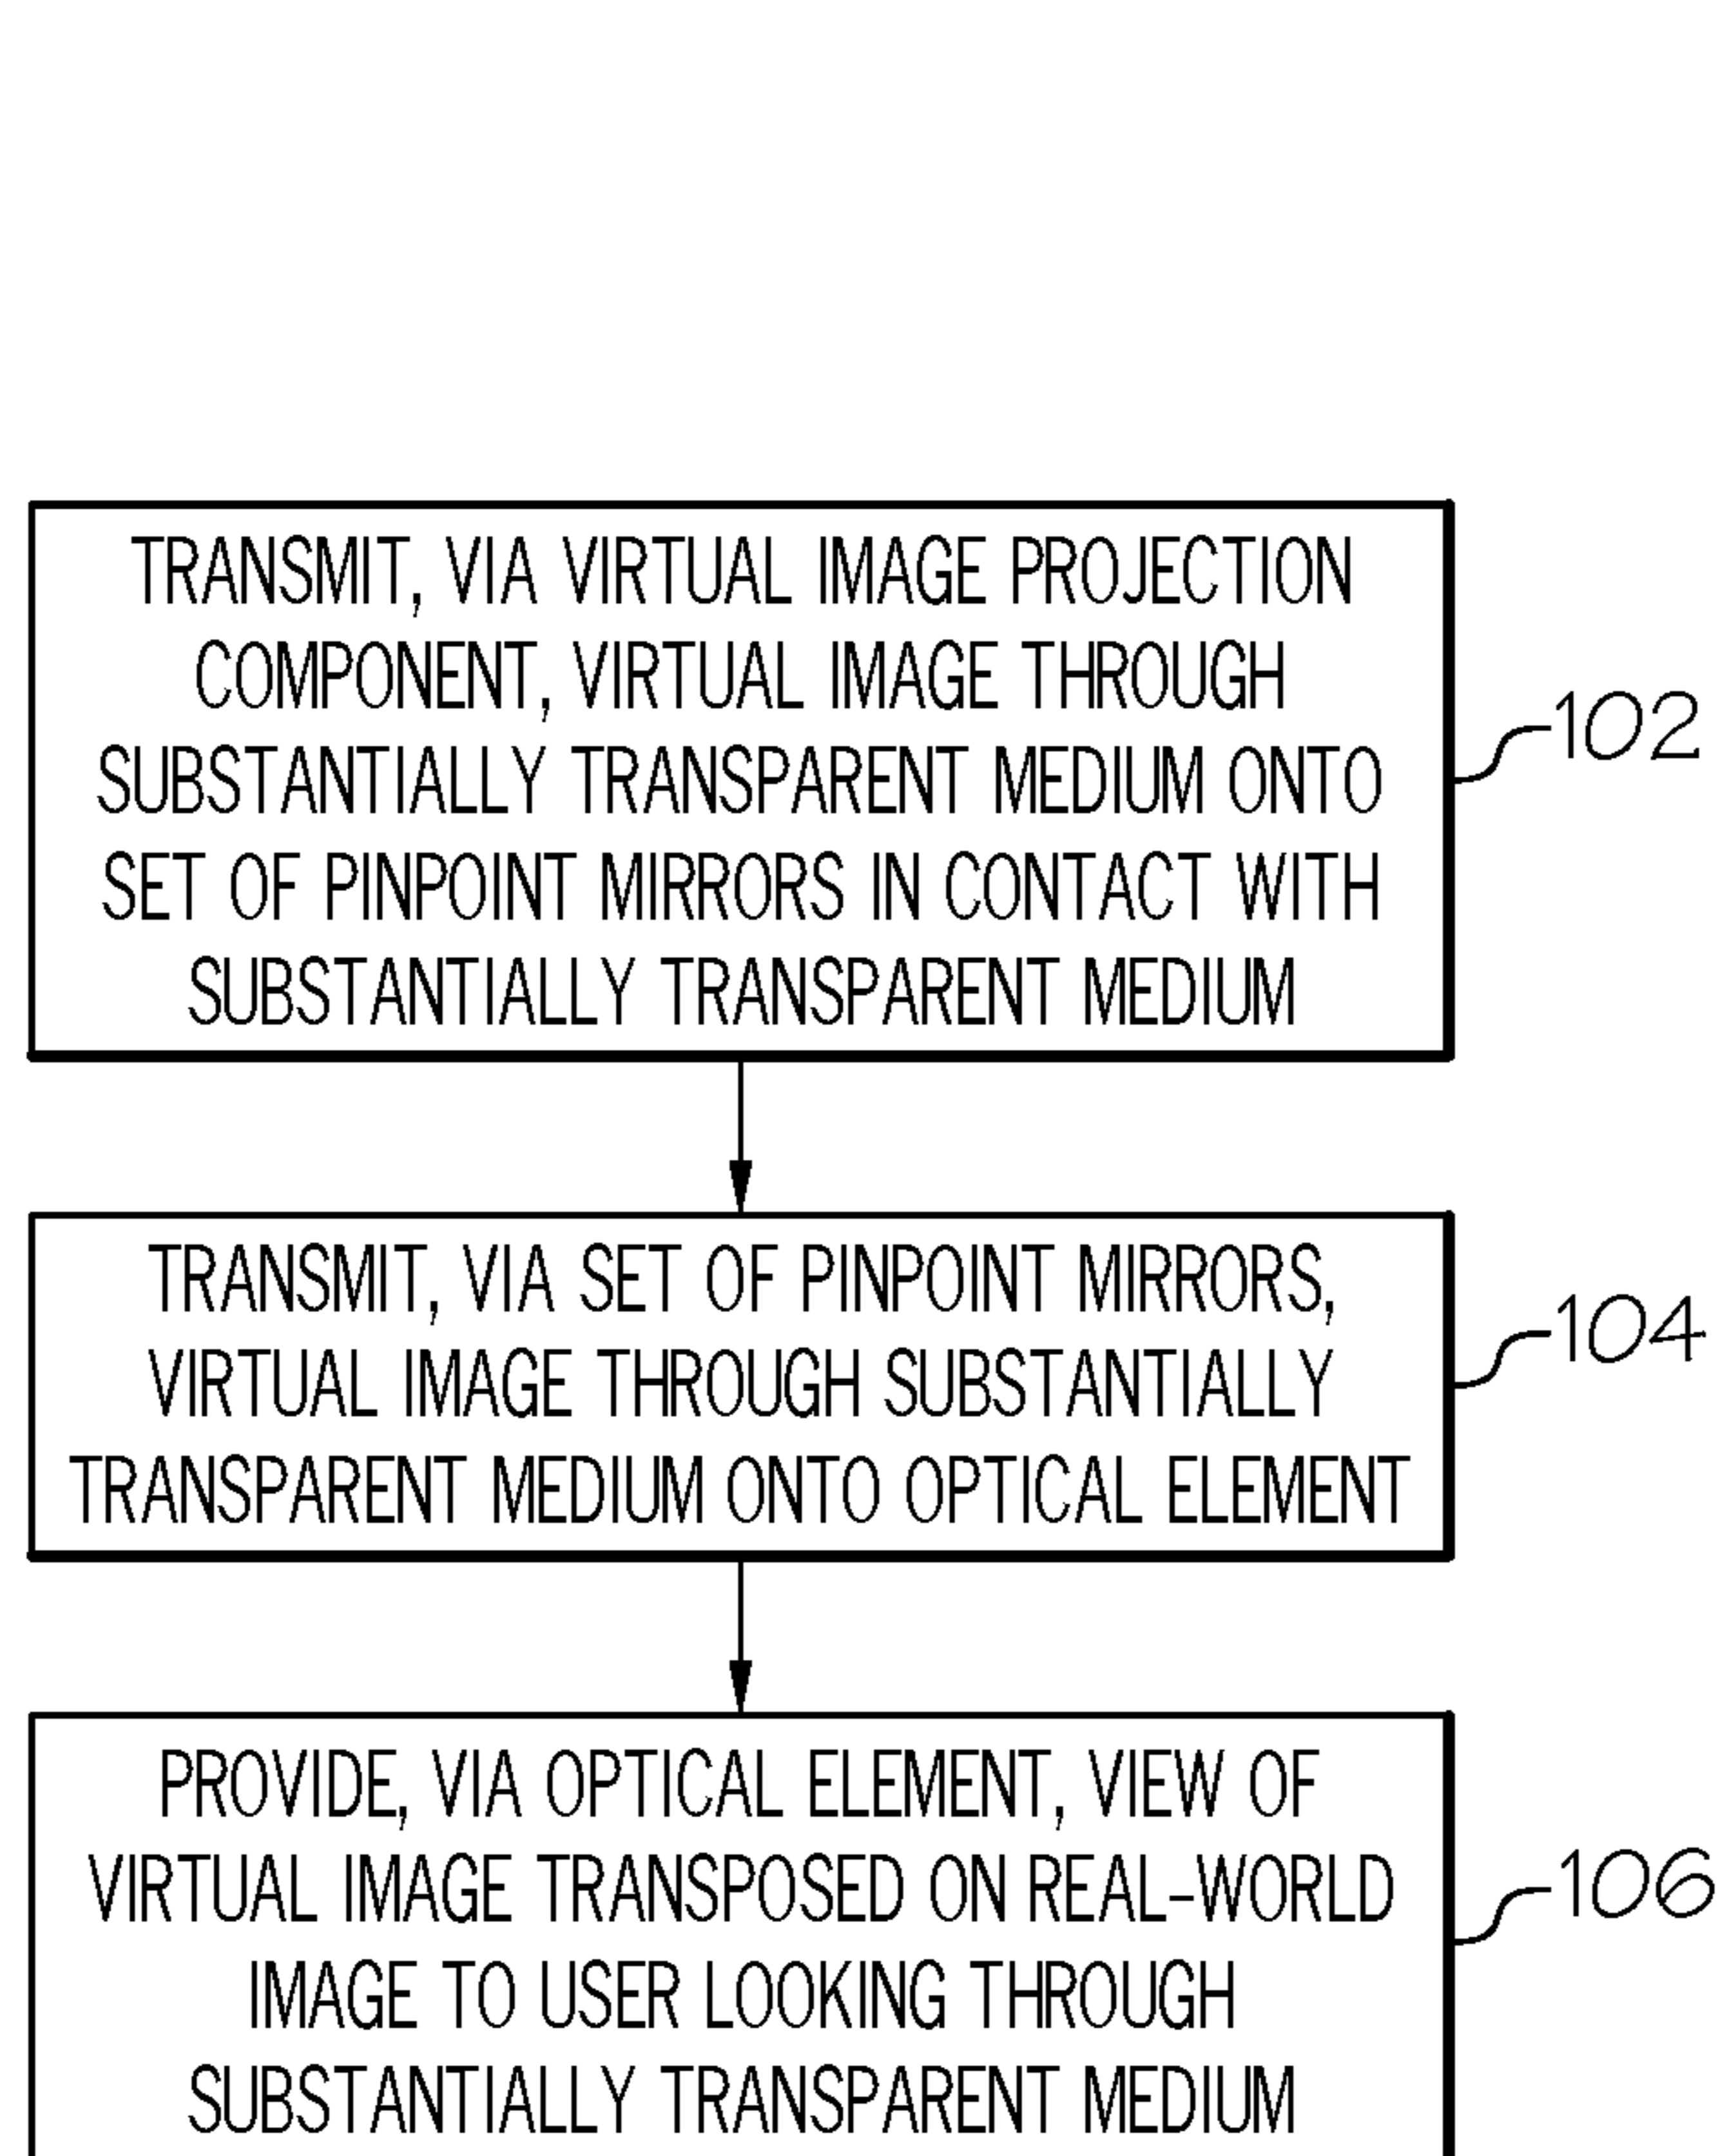 TRANSMIT, VIA VIRTUAL IMAGE PROJECTION
COMPONENT, VIRTUAL IMAGE THROUGH
SUBSTANTIALLY TRANSPARENT MEDIUM ONTO
SET OF PINPOINT MIRRORS IN CONTACT WITH
SUBSTANTIALLY TRANSPARENT MEDIUM
102
TRANSMIT, VIA SET OF PINPOINT MIRRORS,
VIRTUAL IMAGE THROUGH SUBSTANTIALLY
TRANSPARENT MEDIUM ONTO OPTICAL ELEMENT
104
PROVIDE, VIA OPTICAL ELEMENT, VIEW OF
VIRTUAL IMAGE TRANSPOSED ON REAL-WORLD
IMAGE TO USER LOOKING THROUGH
SUBSTANTIALLY TRANSPARENT MEDIUM
106